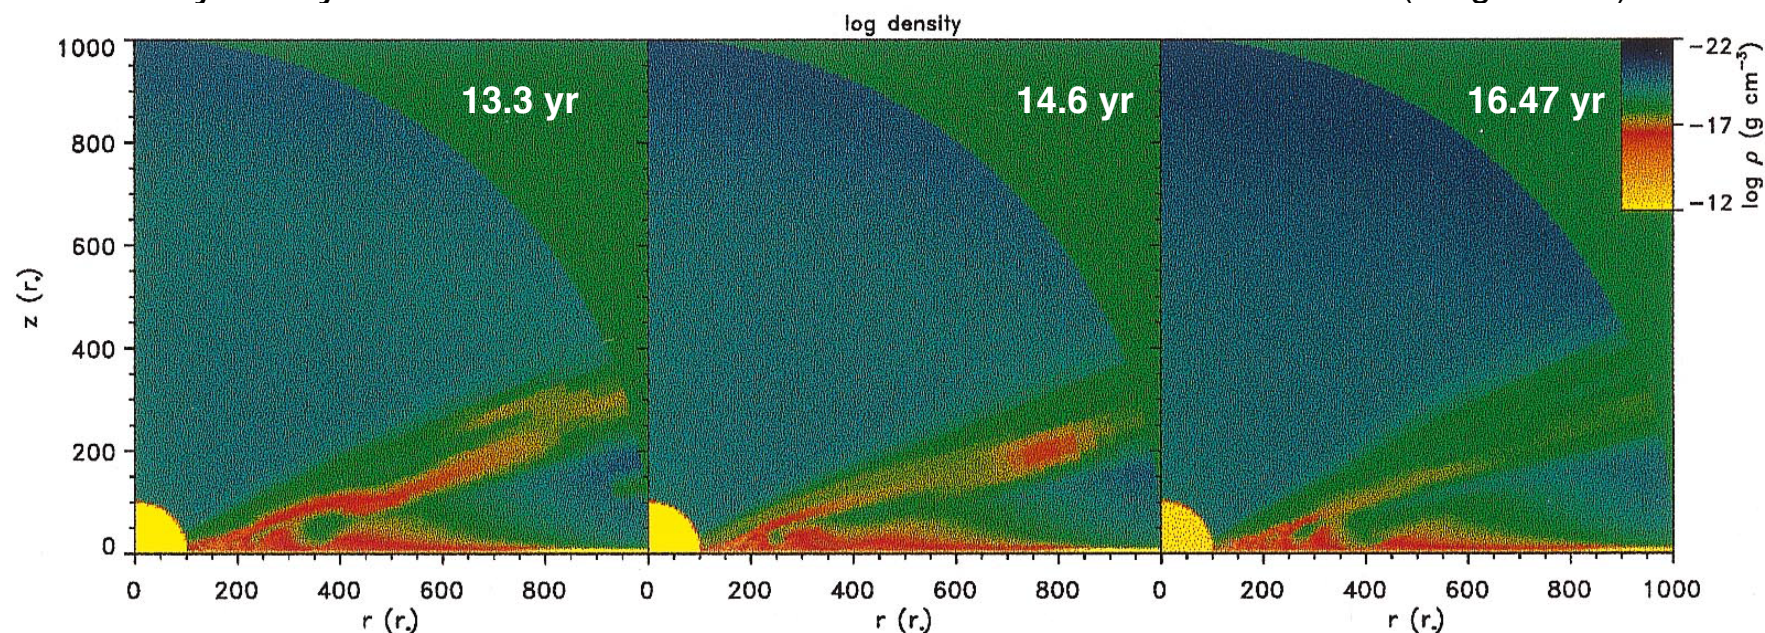 log density
13.3 yr
14.6 yr
16.47 yr
1000
800
600
400
200
0
z (r*)
0 200 400 600 800
0 200 400 600 800
0 200 400 600 800 1000
r (r*)
r (r*)
r (r*)
−22
−17
−12
log ρ (g cm⁻³)